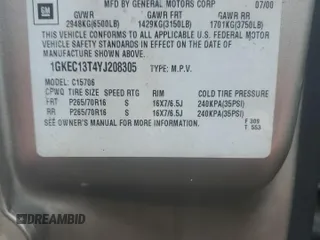 GM
MFD BY GENERAL MOTORS CORP 07/00
GVWR GAWR FRT GAWR RR
2948KG(6500LB) 1429KG(3150LB) 1701KG(3750LB)
THIS VEHICLE CONFORMS TO ALL APPLICABLE U.S. FEDERAL
MOTOR VEHICLE SAFETY STANDARDS IN EFFECT ON THE DATE OF
MANUFACTURE SHOWN ABOVE.
1GKEC13T4YJ208305 TYPE: M.P.V.
MODEL: C15706
CPWQ TIRE SIZE SPEED RTG RIM COLD TIRE PRESSURE
FRT P265/70R16 S 16X7/6.5J 240KPA(35PSI)
RR P265/70R16 S 16X7/6.5J 240KPA(35PSI)
SEE OWNER'S MANUAL FOR MORE INFORMATION.
F 309
T 553
DREAMBID